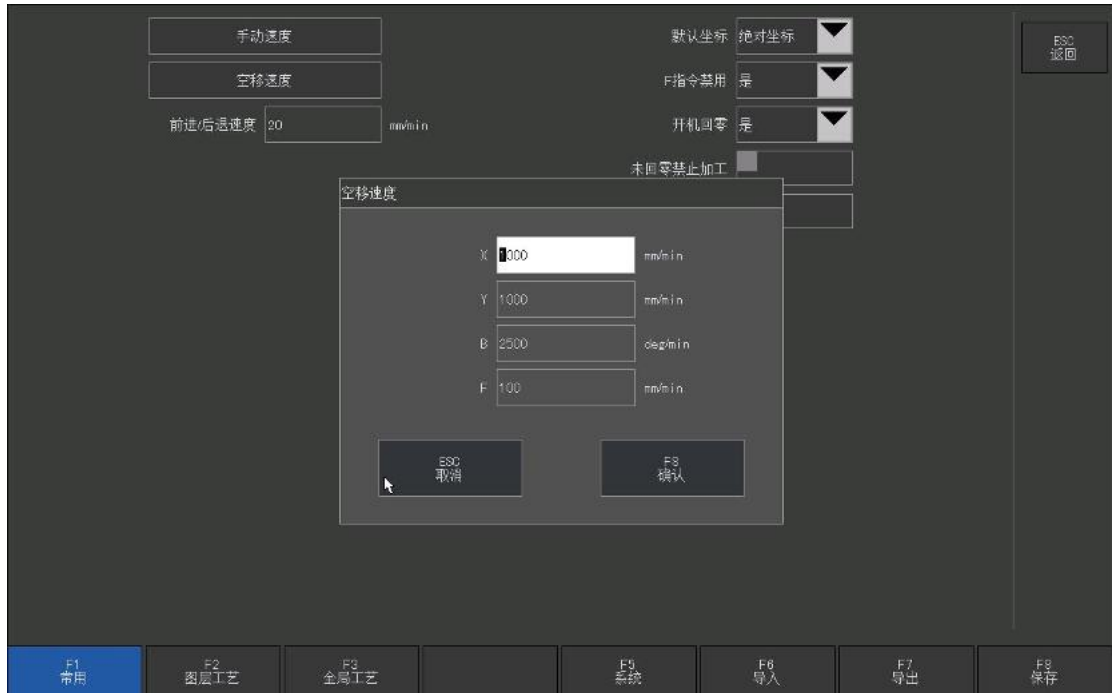 手动速度
默认坐标 绝对坐标
ESC
返回
空移速度
F指令禁用 是
前进/后退速度 20 mm/min
开机回零 是
未回零禁止加工
空移速度
X 1000 mm/min
Y 1000 mm/min
B 2500 deg/min
F 100 mm/min
ESC
取消
F8
确认
F1
常用
F2
图层工艺
F3
全局工艺
F5
系统
F6
导入
F7
导出
F8
保存